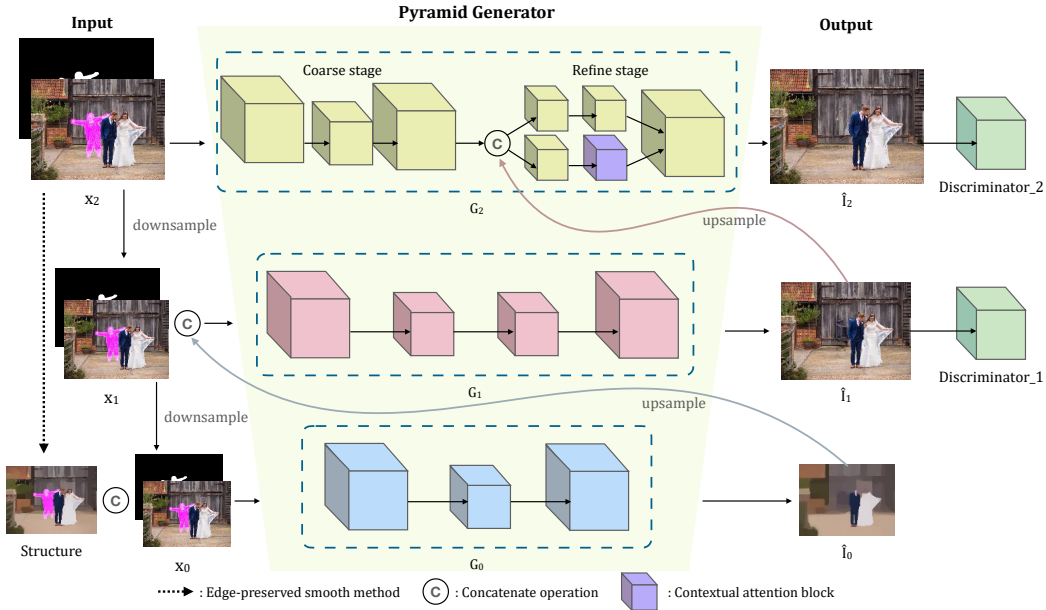 Input
Pyramid Generator
Output
Coarse stage
Refine stage
C
x2
G2
Î2
Discriminator_2
downsample
upsample
C
x1
G1
Î1
Discriminator_1
downsample
upsample
C
Structure
x0
G0
Î0
: Edge-preserved smooth method
C : Concatenate operation
: Contextual attention block